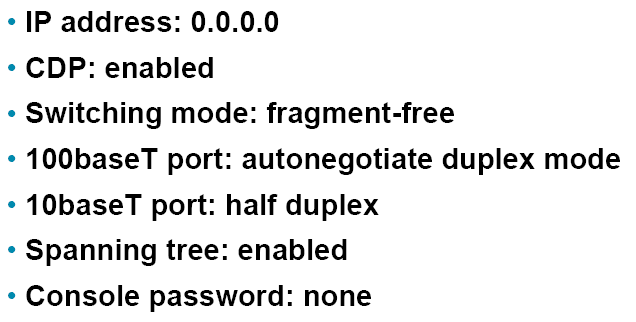 • IP address: 0.0.0.0
• CDP: enabled
• Switching mode: fragment-free
• 100baseT port: autonegotiate duplex mode
• 10baseT port: half duplex
• Spanning tree: enabled
• Console password: none